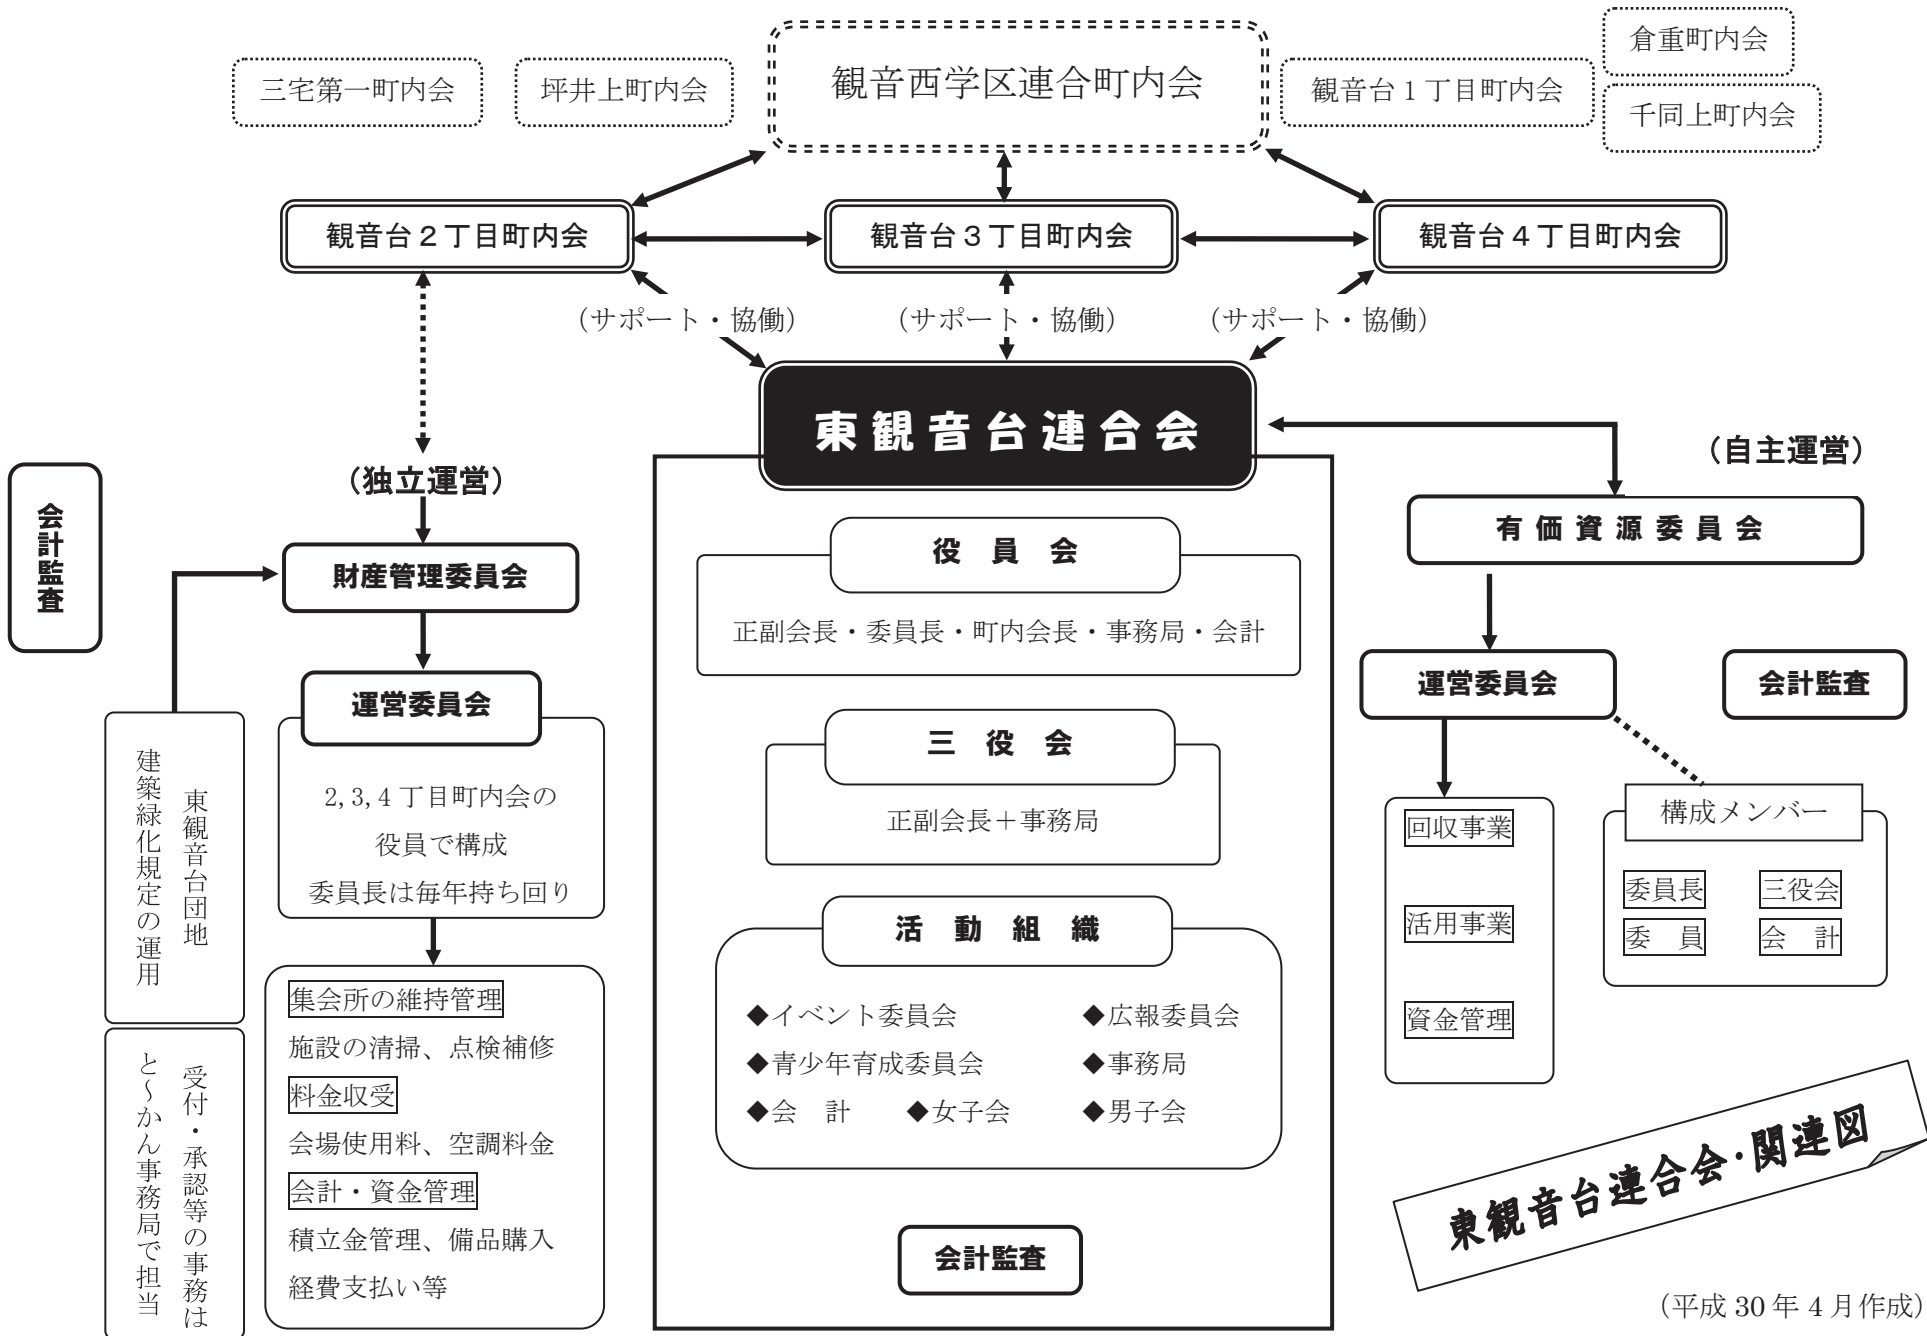 倉重町内会
三宅第一町内会
坪井上町内会
観音西学区連合町内会
観音台1丁目町内会
千同上町内会
観音台2丁目町内会
観音台3丁目町内会
観音台4丁目町内会
（サポート・協働）
（サポート・協働）
（サポート・協働）
東観音台連合会
（独立運営）
（自主運営）
会計監査
財産管理委員会
運営委員会
2,3,4丁目町内会の
役員で構成
委員長は毎年持ち回り
東観音台団地
建築緑化規定の運用
受付・承認等の事務は
と～かん事務局で担当
集会所の維持管理
施設の清掃、点検補修
料金収受
会場使用料、空調料金
会計・資金管理
積立金管理、備品購入
経費支払い等
役員会
正副会長・委員長・町内会長・事務局・会計
三役会
正副会長＋事務局
活動組織
◆イベント委員会 ◆広報委員会
◆青少年育成委員会 ◆事務局
◆会　計 ◆女子会 ◆男子会
会計監査
有価資源委員会
運営委員会
会計監査
回収事業
活用事業
資金管理
構成メンバー
委員長 三役会
委　員 会　計
東観音台連合会・関連図
（平成30年4月作成）